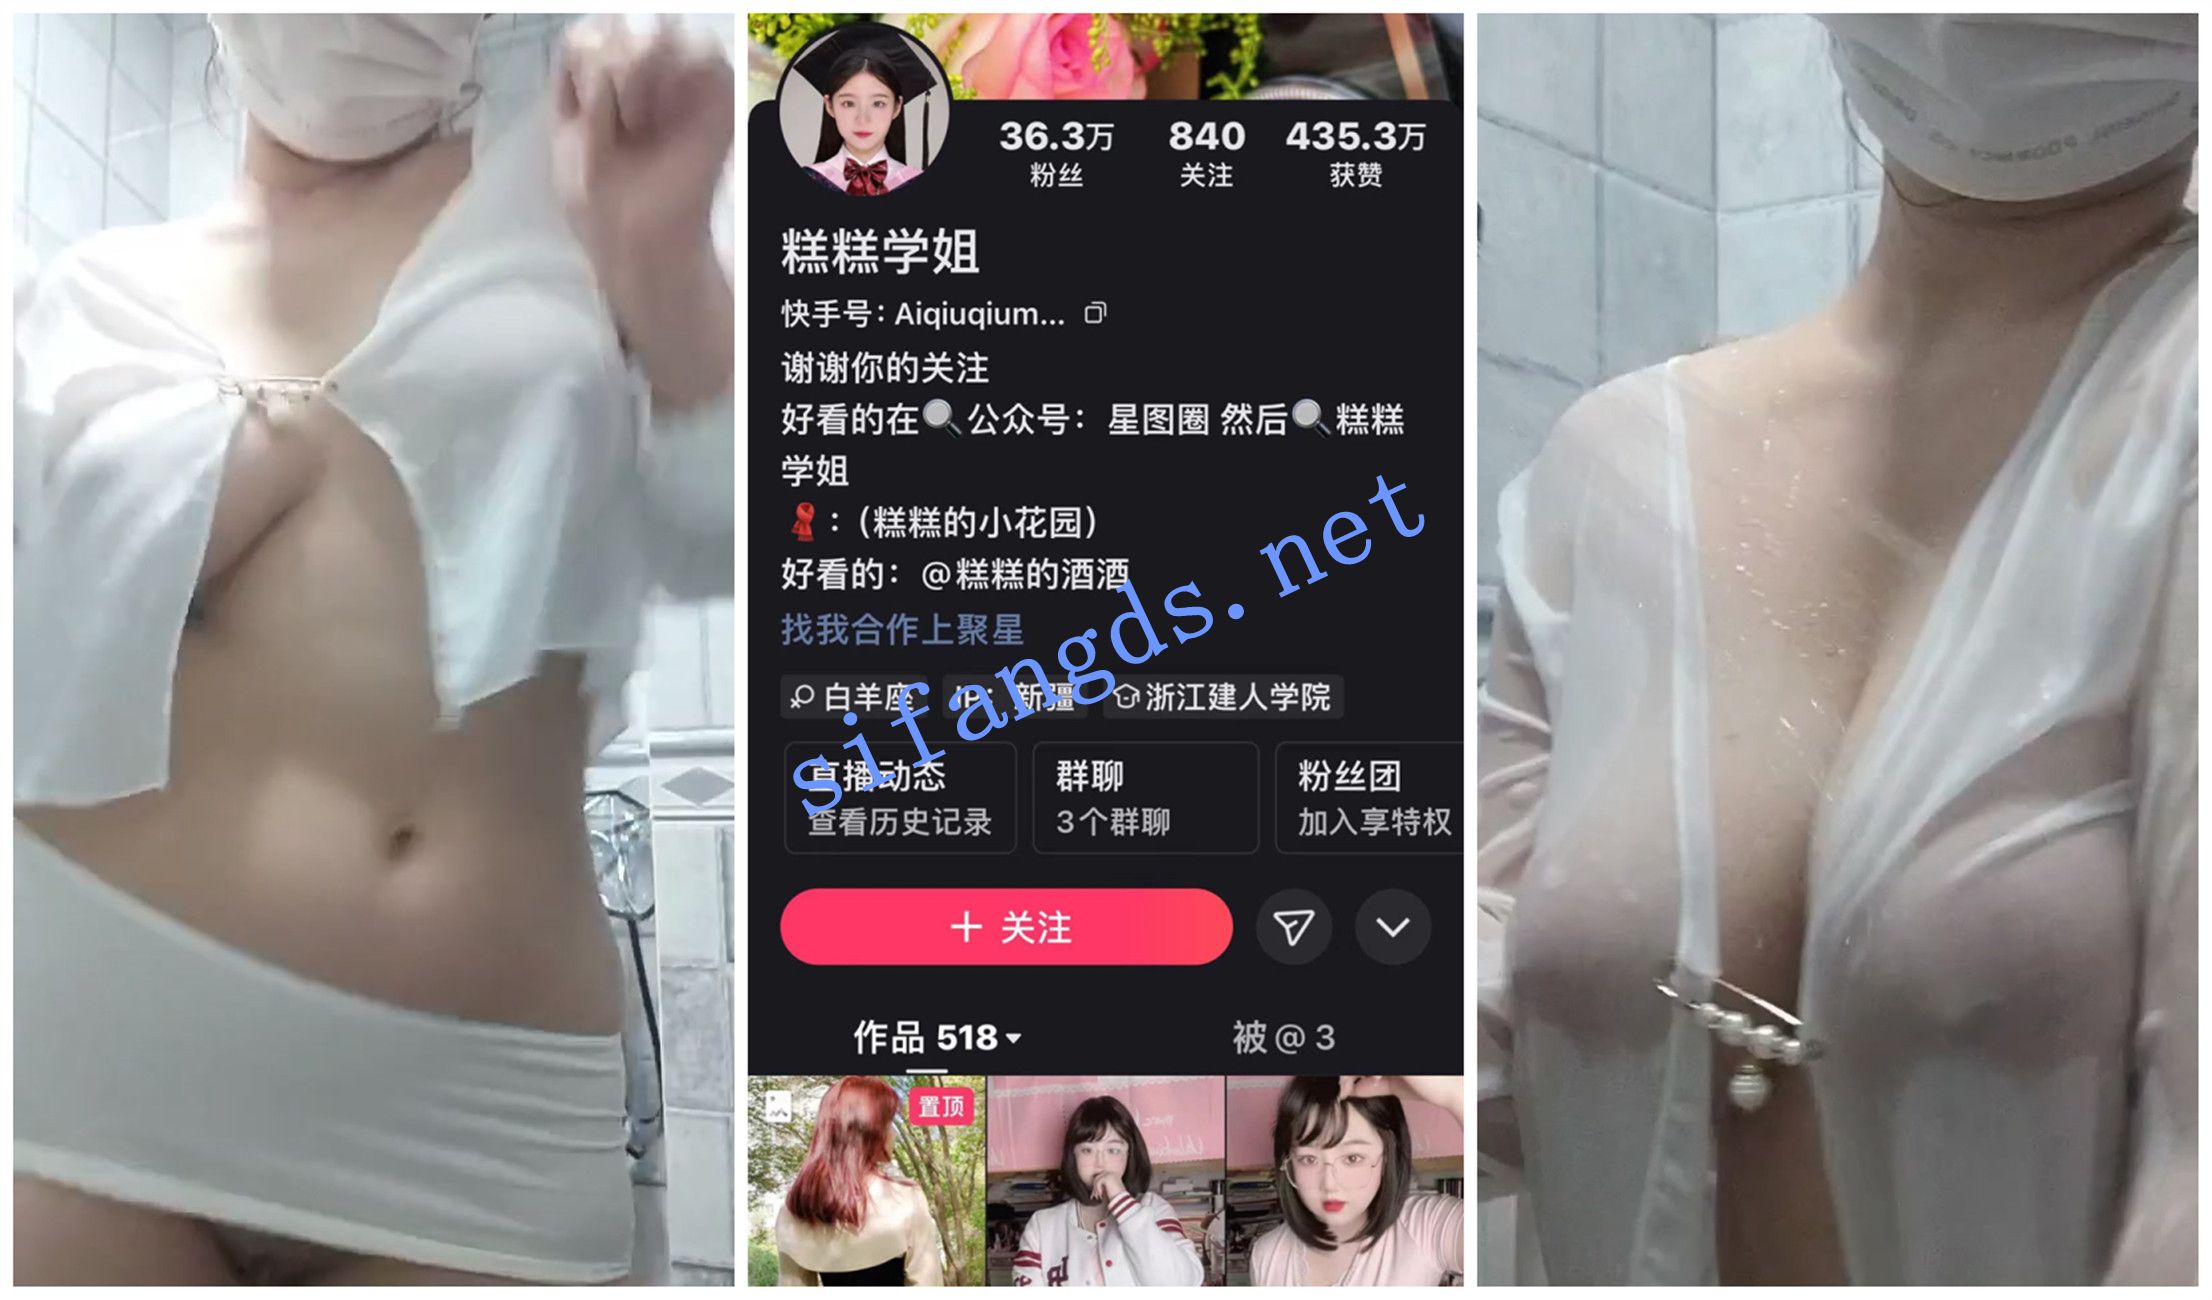 36.3万
粉丝
840
关注
435.3万
获赞
糕糕学姐
快手号：Aiqiuqium...
谢谢你的关注
好看的在🔍公众号：星图圈 然后🔍糕糕
学姐
🧣：（糕糕的小花园）
好看的：@糕糕的酒酒
找我合作上聚星
白羊座
IP：新疆
浙江建人学院
直播动态
查看历史记录
群聊
3个群聊
粉丝团
加入享特权
+ 关注
作品 518
被 @ 3
置顶
sifangds.net